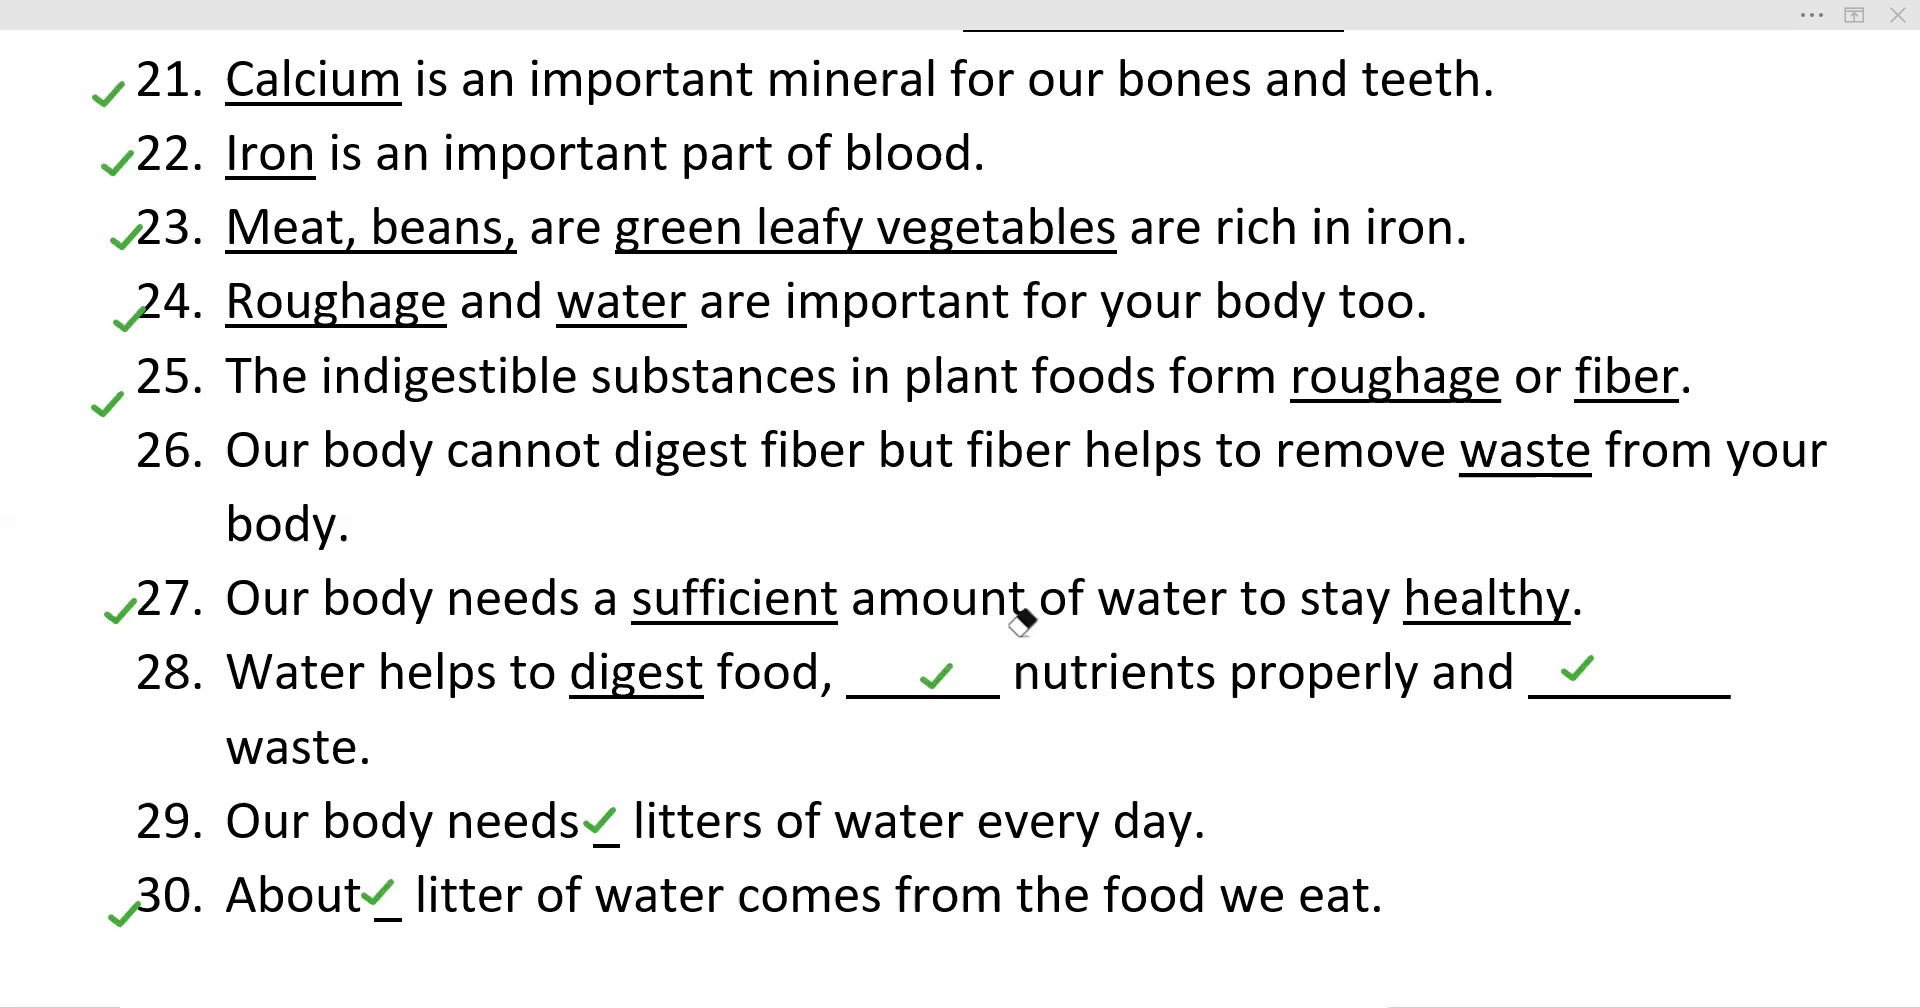 21. Calcium is an important mineral for our bones and teeth.
22. Iron is an important part of blood.
23. Meat, beans, are green leafy vegetables are rich in iron.
24. Roughage and water are important for your body too.
25. The indigestible substances in plant foods form roughage or fiber.
26. Our body cannot digest fiber but fiber helps to remove waste from your
body.
27. Our body needs a sufficient amount of water to stay healthy.
28. Water helps to digest food, ______ nutrients properly and ________
waste.
29. Our body needs _ litters of water every day.
30. About _ litter of water comes from the food we eat.